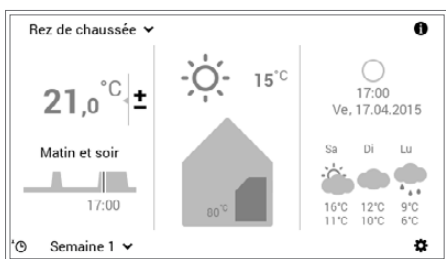 Rez de chaussée
21,0°C ±
Matin et soir
17:00
Semaine 1
15°C
80°C
17:00
Ve, 17.04.2015
Sa Di Lu
16°C 12°C 9°C
11°C 10°C 6°C